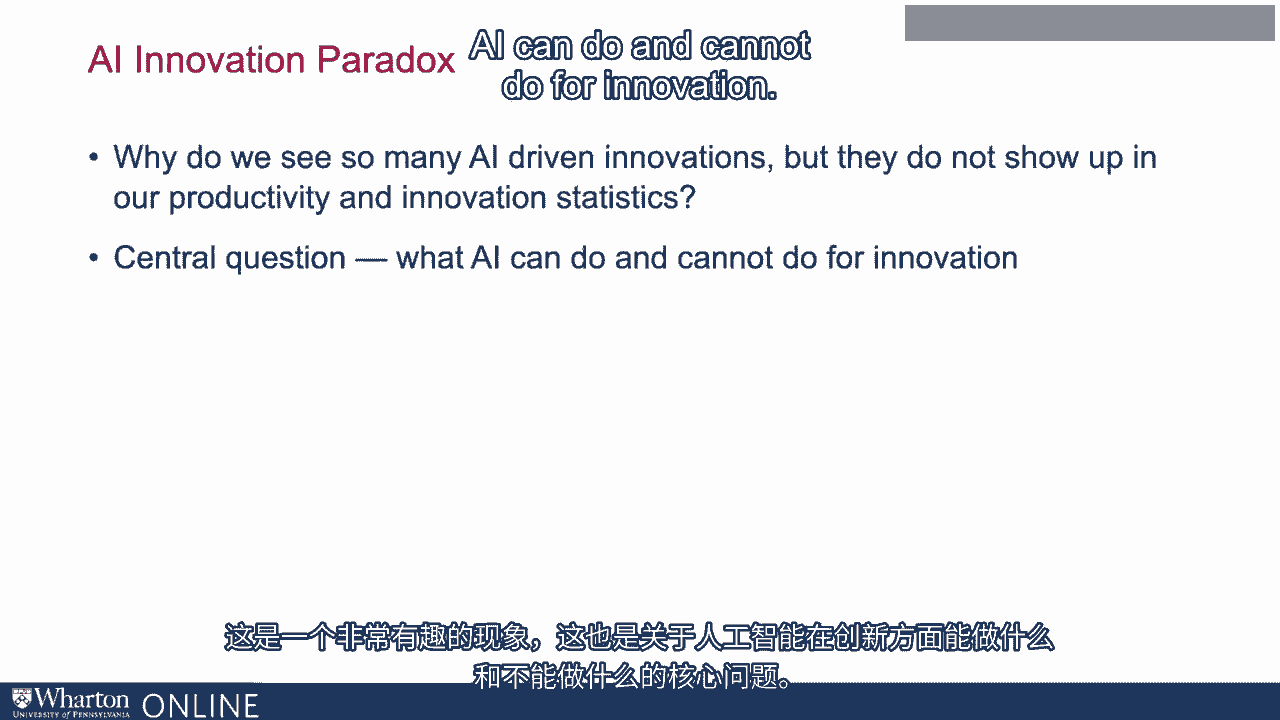 AI Innovation Paradox
AI can do and cannot
do for innovation.
• Why do we see so many AI driven innovations, but they do not show up in
our productivity and innovation statistics?
• Central question — what AI can do and cannot do for innovation
这是一个非常有趣的现象，这也是关于人工智能在创新方面能做什么
和不能做什么的核心问题。
Wharton ONLINE
UNIVERSITY of PENNSYLVANIA